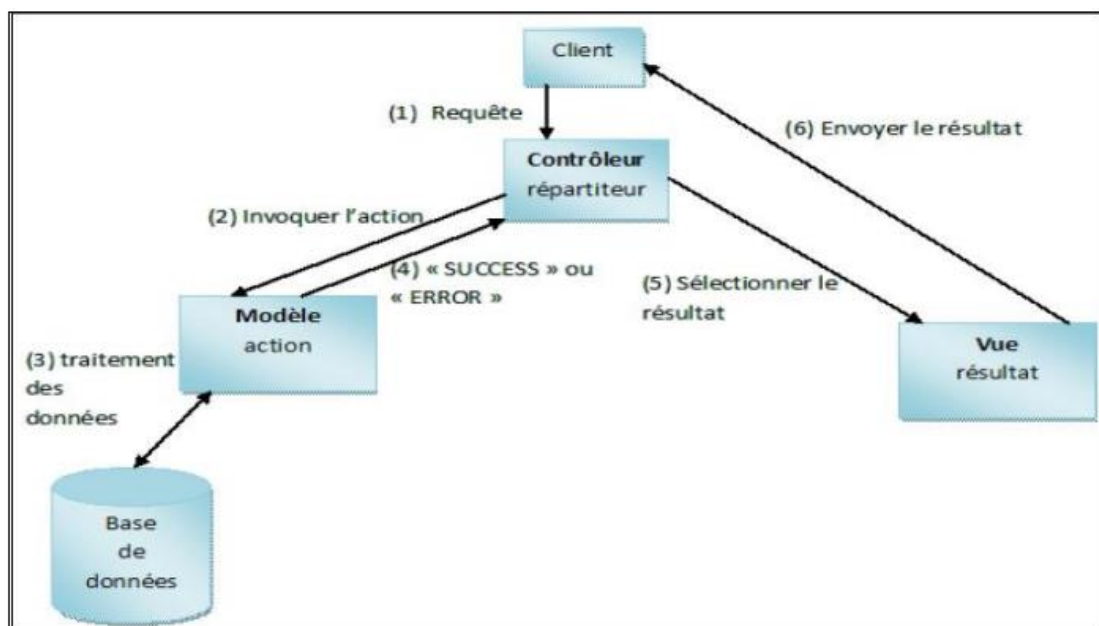 Client
(1) Requête
(6) Envoyer le résultat
Contrôleur
répartiteur
(2) Invoquer l'action
(4) « SUCCESS » ou
« ERROR »
(5) Sélectionner le
résultat
Modèle
action
Vue
résultat
(3) traitement
des
données
Base
de
données